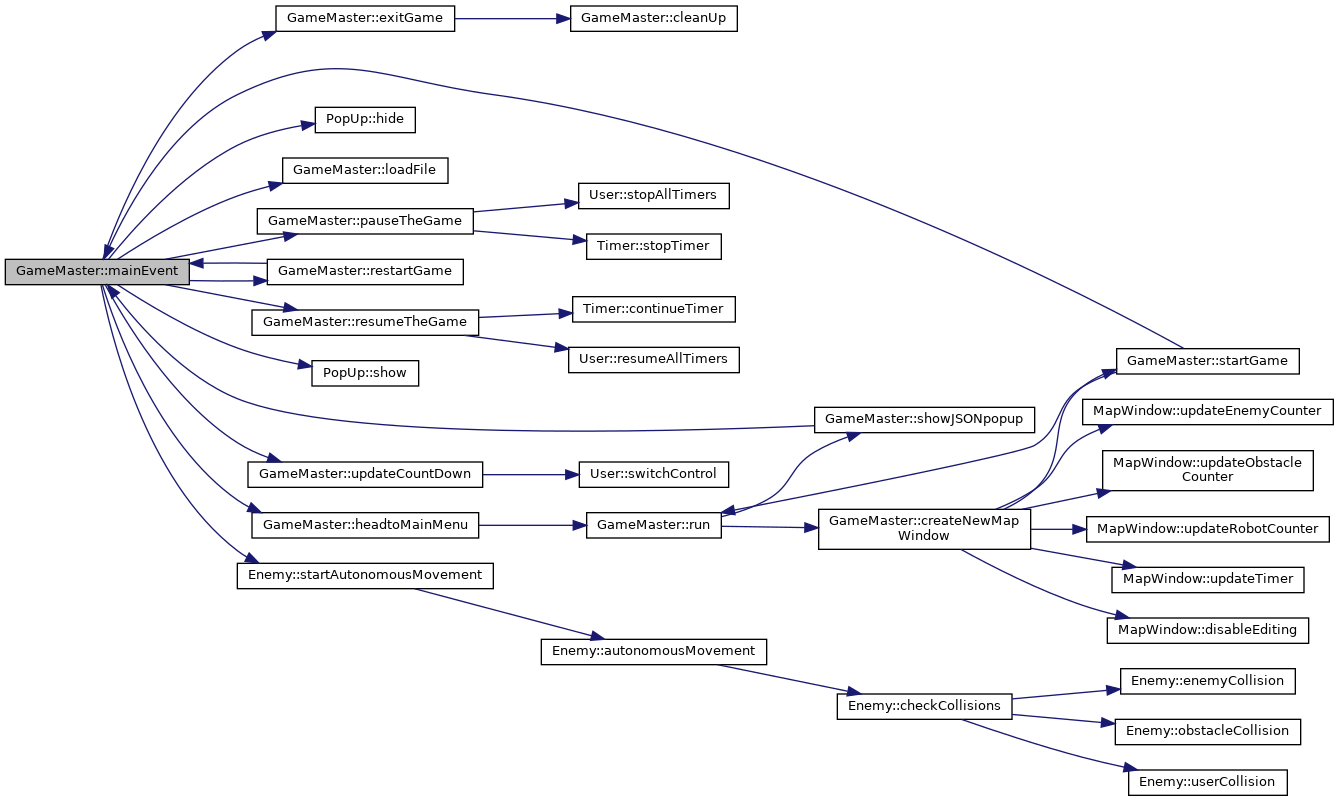 GameMaster::exitGame
GameMaster::cleanUp
PopUp::hide
GameMaster::loadFile
User::stopAllTimers
GameMaster::pauseTheGame
Timer::stopTimer
GameMaster::mainEvent
GameMaster::restartGame
Timer::continueTimer
GameMaster::resumeTheGame
User::resumeAllTimers
GameMaster::startGame
PopUp::show
MapWindow::updateEnemyCounter
GameMaster::showJSONpopup
MapWindow::updateObstacle
Counter
GameMaster::updateCountDown
User::switchControl
GameMaster::headtoMainMenu
GameMaster::run
GameMaster::createNewMap
Window
MapWindow::updateRobotCounter
Enemy::startAutonomousMovement
MapWindow::updateTimer
MapWindow::disableEditing
Enemy::autonomousMovement
Enemy::enemyCollision
Enemy::checkCollisions
Enemy::obstacleCollision
Enemy::userCollision